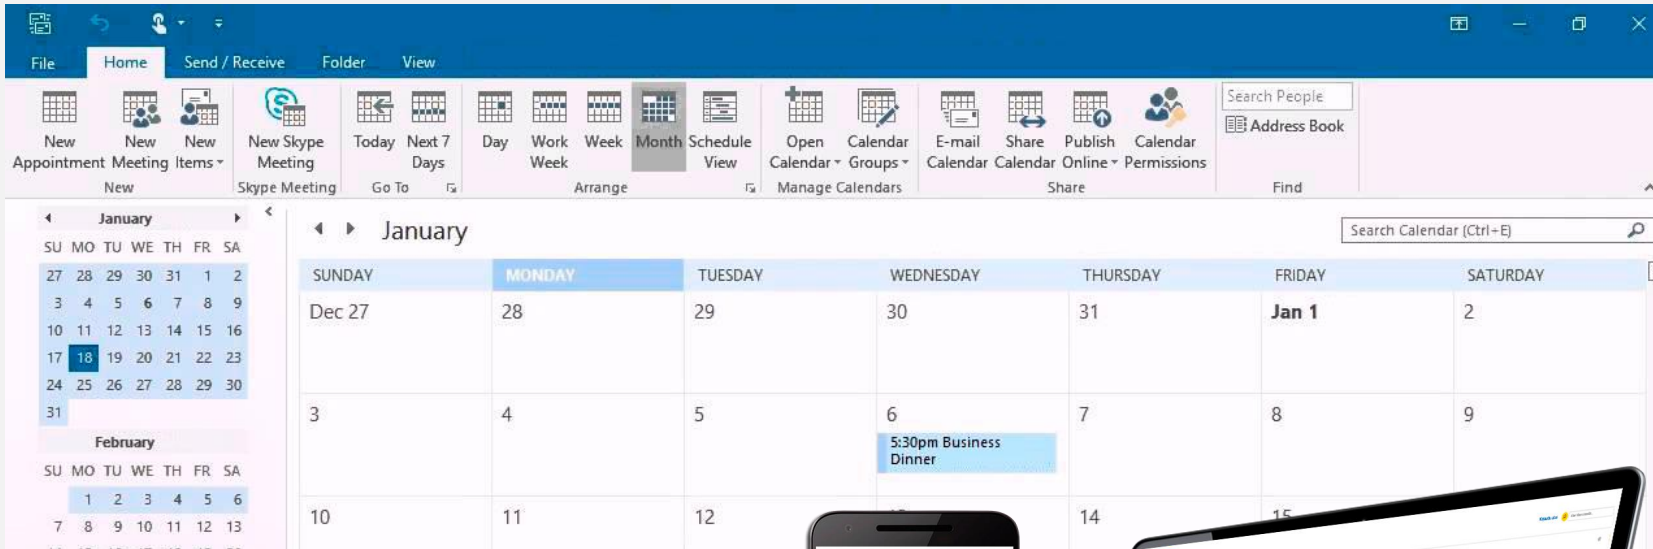 File Home Send / Receive Folder View
New Appointment
New Meeting
New Items
New
New Skype Meeting
Skype Meeting
Today
Next 7 Days
Go To
Day
Work Week
Week
Month
Schedule View
Arrange
Open Calendar
Calendar Groups
Manage Calendars
E-mail Calendar
Share Calendar
Publish Online
Calendar Permissions
Share
Search People
Address Book
Find
January
SU MO TU WE TH FR SA
27 28 29 30 31 1 2
3 4 5 6 7 8 9
10 11 12 13 14 15 16
17 18 19 20 21 22 23
24 25 26 27 28 29 30
31
February
SU MO TU WE TH FR SA
1 2 3 4 5 6
7 8 9 10 11 12 13
January
Search Calendar (Ctrl+E)
SUNDAY MONDAY TUESDAY WEDNESDAY THURSDAY FRIDAY SATURDAY
Dec 27 28 29 30 31 Jan 1 2
3 4 5 6 7 8 9
5:30pm Business
Dinner
10 11 12 14